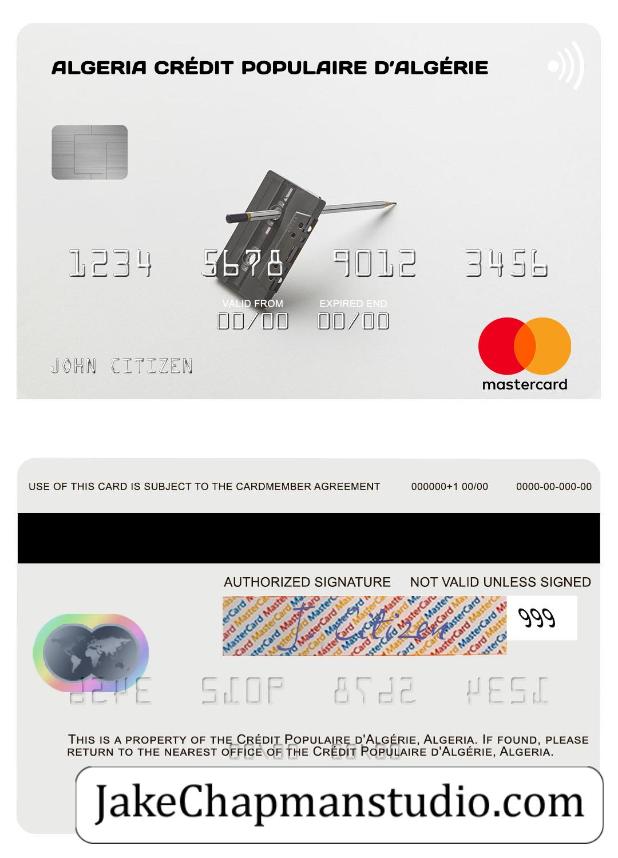 ALGERIA CRÉDIT POPULAIRE D'ALGÉRIE
1234 5678 9012 3456
VALID FROM EXPIRED END
00/00 00/00
JOHN CITIZEN
mastercard
USE OF THIS CARD IS SUBJECT TO THE CARDMEMBER AGREEMENT 000000+1 00/00 0000-00-000-00
AUTHORIZED SIGNATURE NOT VALID UNLESS SIGNED
J Citizen 999
THIS IS A PROPERTY OF THE CRÉDIT POPULAIRE D'ALGÉRIE, ALGERIA. IF FOUND, PLEASE
RETURN TO THE NEAREST OFFICE OF THE CRÉDIT POPULAIRE D'ALGÉRIE, ALGERIA.
JakeChapmanstudio.com